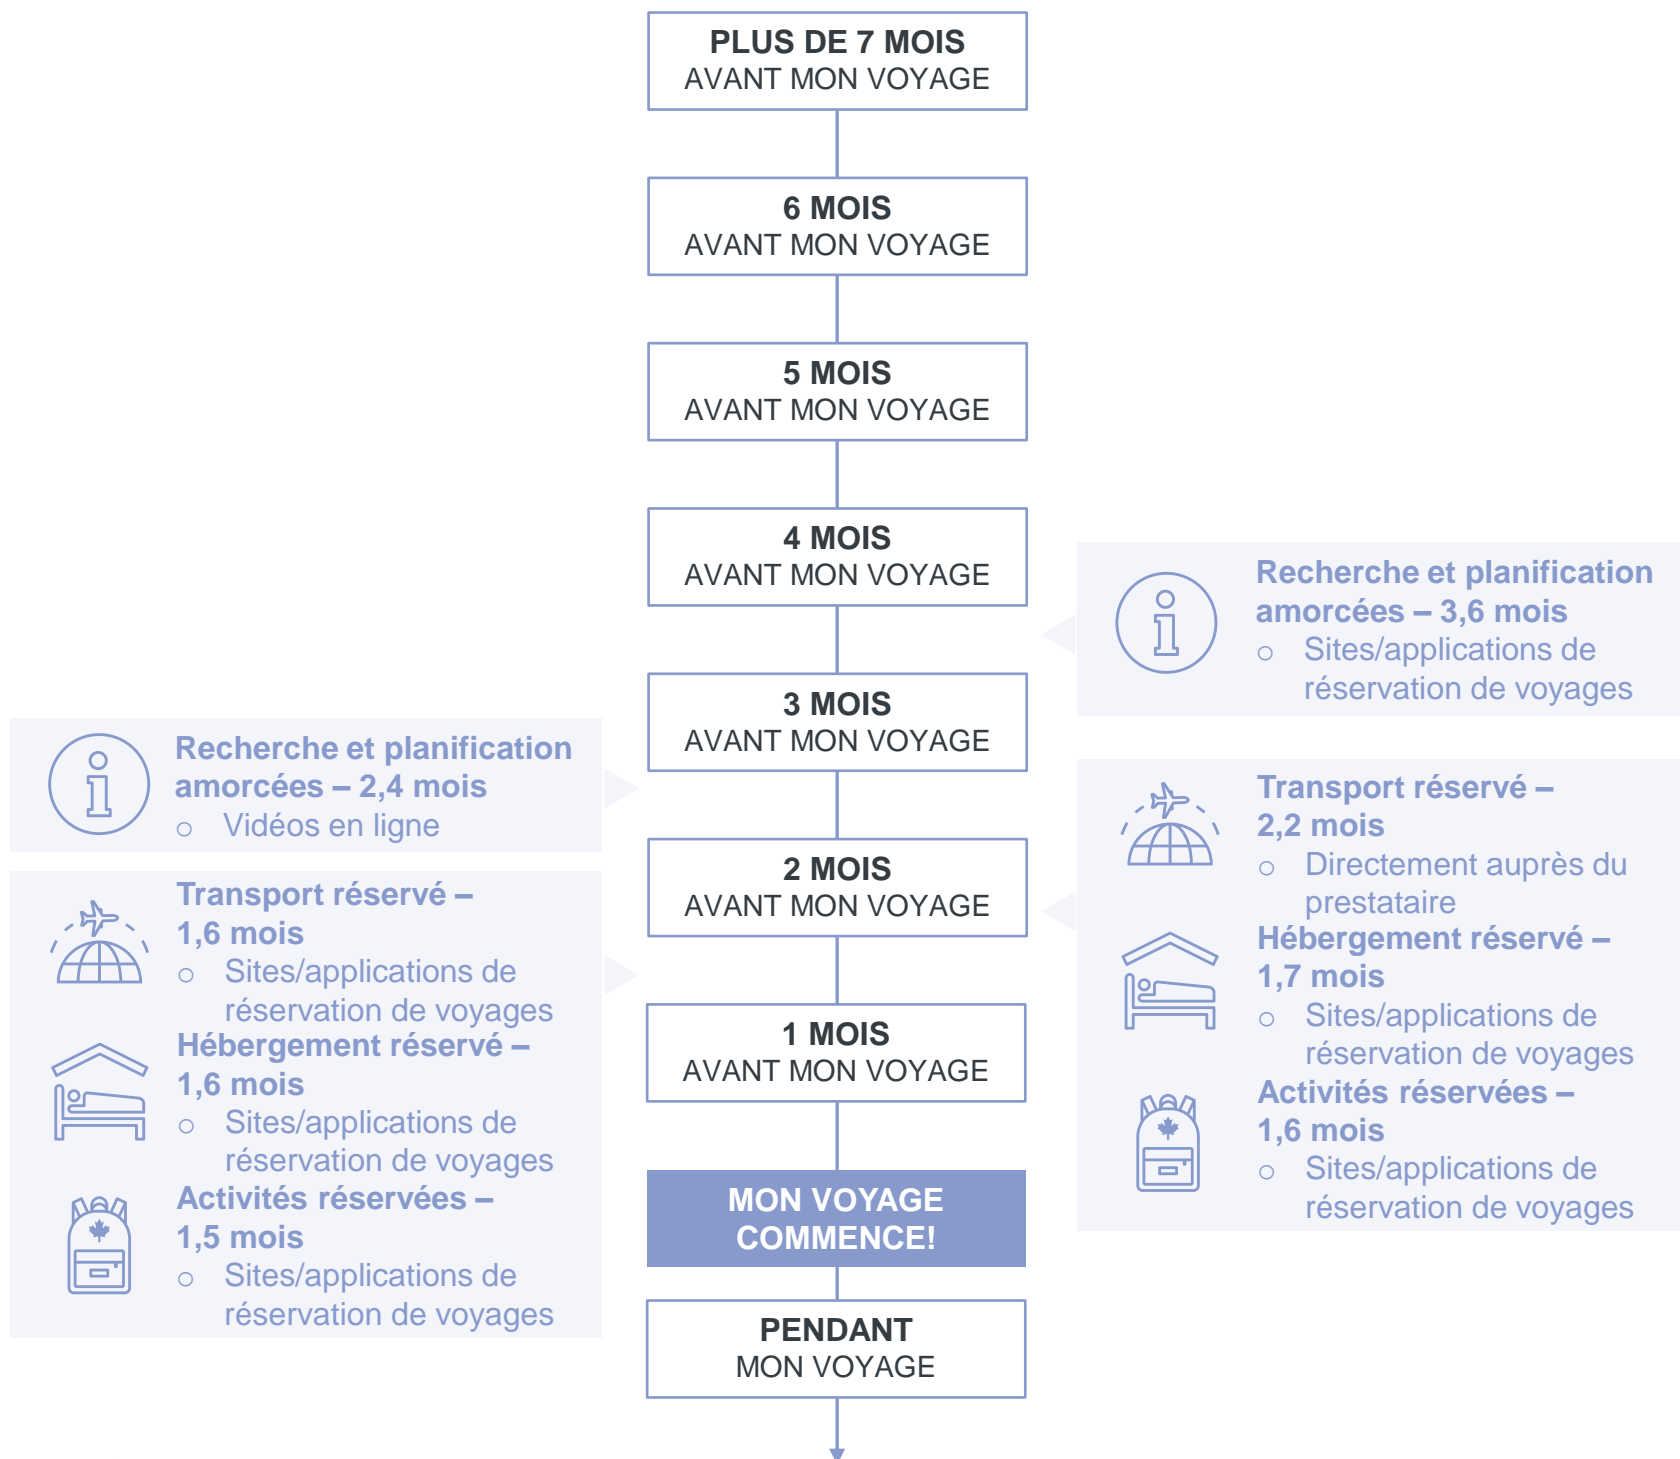 PLUS DE 7 MOIS
AVANT MON VOYAGE
6 MOIS
AVANT MON VOYAGE
5 MOIS
AVANT MON VOYAGE
4 MOIS
AVANT MON VOYAGE
3 MOIS
AVANT MON VOYAGE
2 MOIS
AVANT MON VOYAGE
1 MOIS
AVANT MON VOYAGE
MON VOYAGE
COMMENCE!
PENDANT
MON VOYAGE
Recherche et planification
amorcées – 2,4 mois
○ Vidéos en ligne
Transport réservé –
1,6 mois
○ Sites/applications de
réservation de voyages
Hébergement réservé –
1,6 mois
○ Sites/applications de
réservation de voyages
Activités réservées –
1,5 mois
○ Sites/applications de
réservation de voyages
Recherche et planification
amorcées – 3,6 mois
○ Sites/applications de
réservation de voyages
Transport réservé –
2,2 mois
○ Directement auprès du
prestataire
Hébergement réservé –
1,7 mois
○ Sites/applications de
réservation de voyages
Activités réservées –
1,6 mois
○ Sites/applications de
réservation de voyages